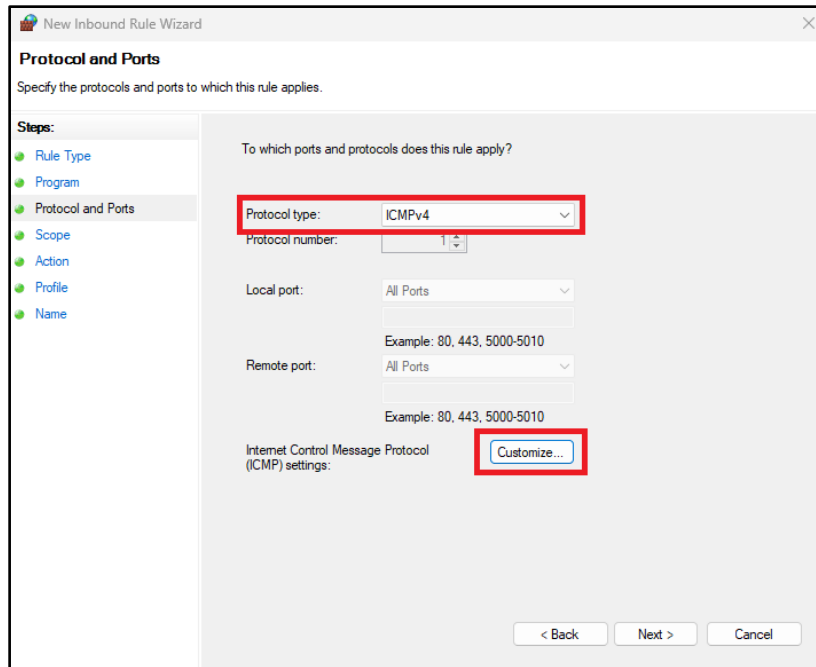 New Inbound Rule Wizard
Protocol and Ports
Specify the protocols and ports to which this rule applies.
Steps:
Rule Type
Program
Protocol and Ports
Scope
Action
Profile
Name
To which ports and protocols does this rule apply?
Protocol type: ICMPv4
Protocol number: 1
Local port: All Ports
Example: 80, 443, 5000-5010
Remote port: All Ports
Example: 80, 443, 5000-5010
Internet Control Message Protocol
(ICMP) settings:
Customize...
< Back Next > Cancel